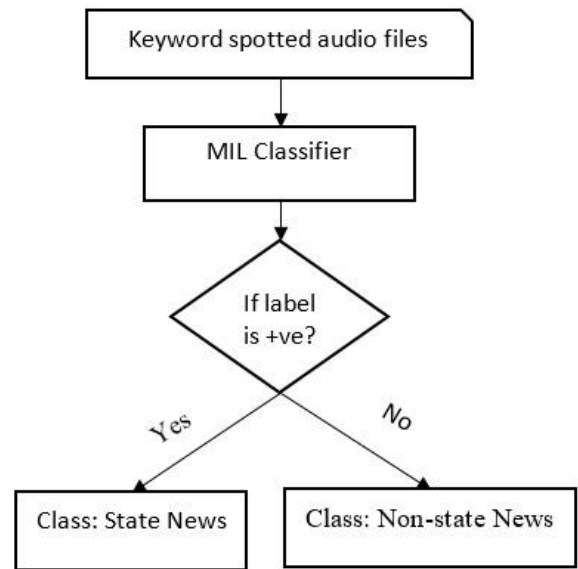 Keyword spotted audio files
MIL Classifier
If label
is +ve?
Yes
No
Class: State News
Class: Non-state News